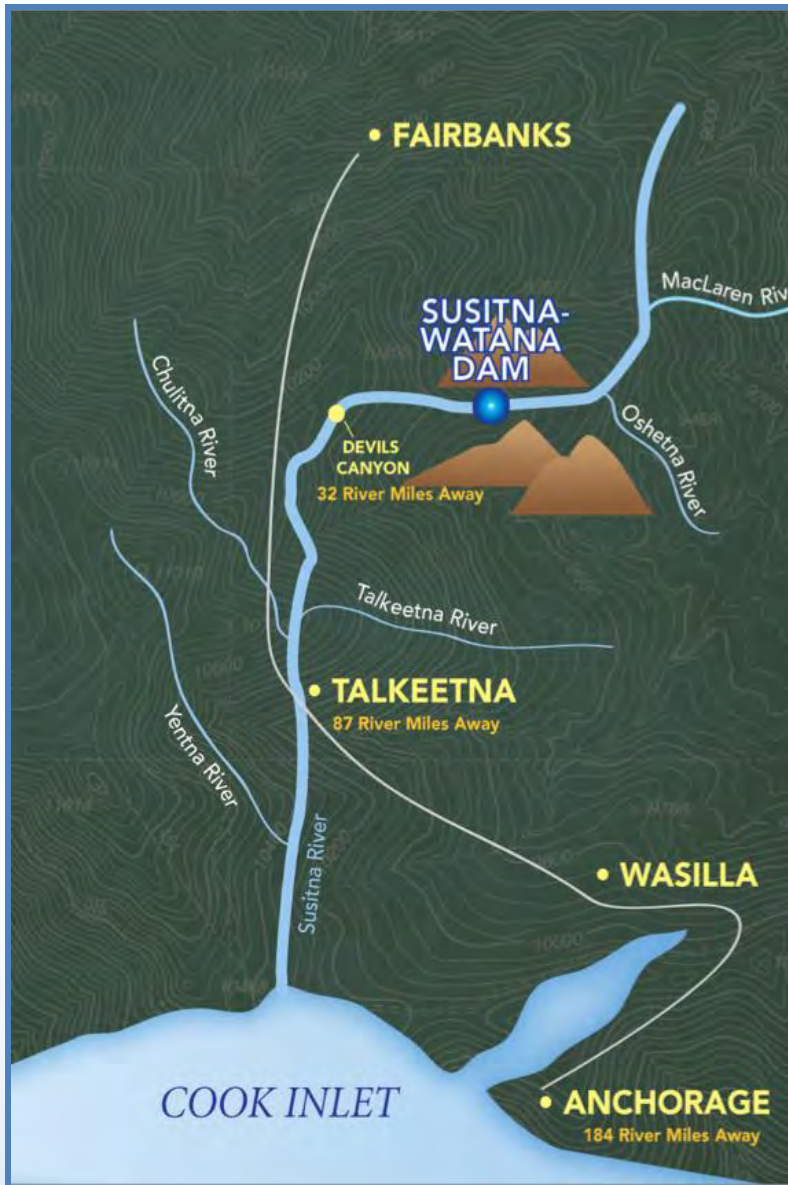 FAIRBANKS
MacLaren Riv
SUSITNA-
WATANA
DAM
Chulitna River
Oshetna River
DEVILS
CANYON
32 River Miles Away
Talkeetna River
TALKEETNA
87 River Miles Away
Yentna River
Susitna River
WASILLA
COOK INLET
ANCHORAGE
184 River Miles Away